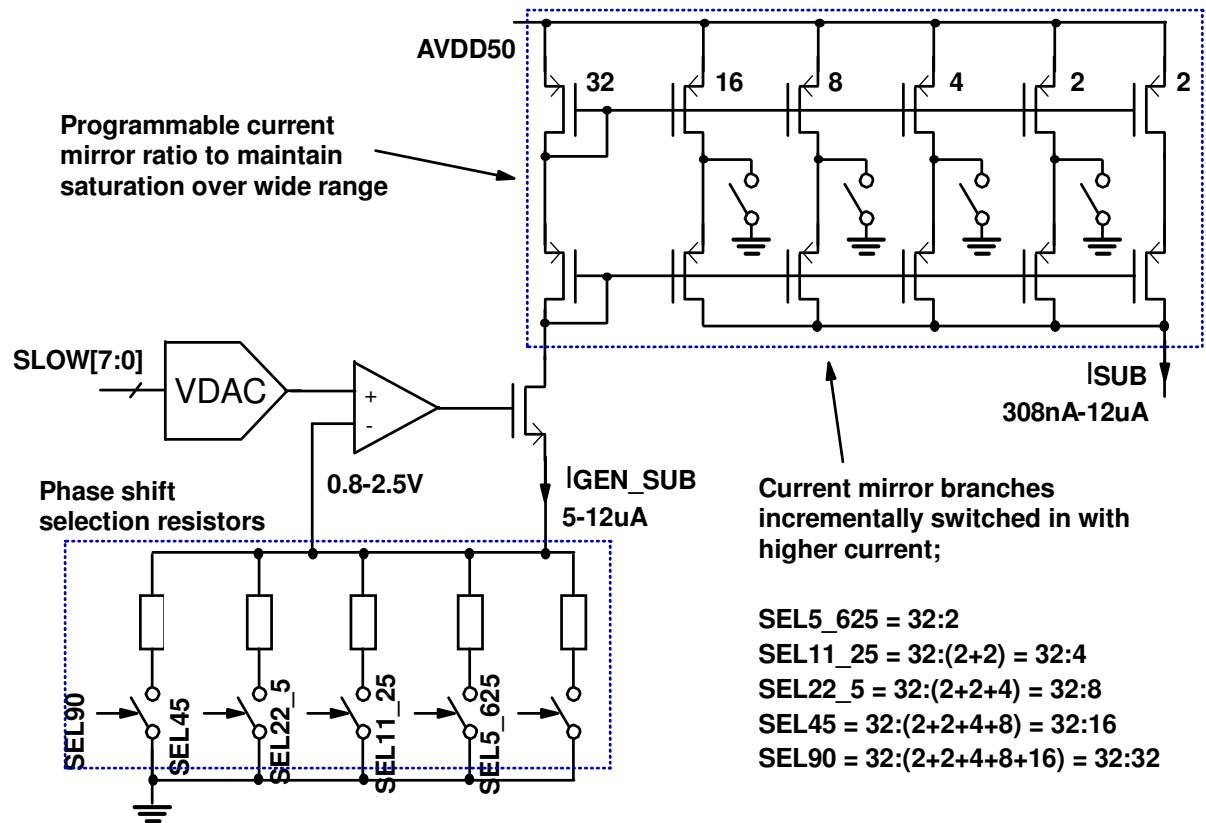 AVDD50
32
16
8
4
2
2
Programmable current
mirror ratio to maintain
saturation over wide range
SLOW[7:0]
VDAC
+
-
0.8-2.5V
ISUB
308nA-12uA
IGEN_SUB
5-12uA
Phase shift
selection resistors
SEL90
SEL45
SEL22_5
SEL11_25
SEL5_625
Current mirror branches
incrementally switched in with
higher current;
SEL5_625 = 32:2
SEL11_25 = 32:(2+2) = 32:4
SEL22_5 = 32:(2+2+4) = 32:8
SEL45 = 32:(2+2+4+8) = 32:16
SEL90 = 32:(2+2+4+8+16) = 32:32